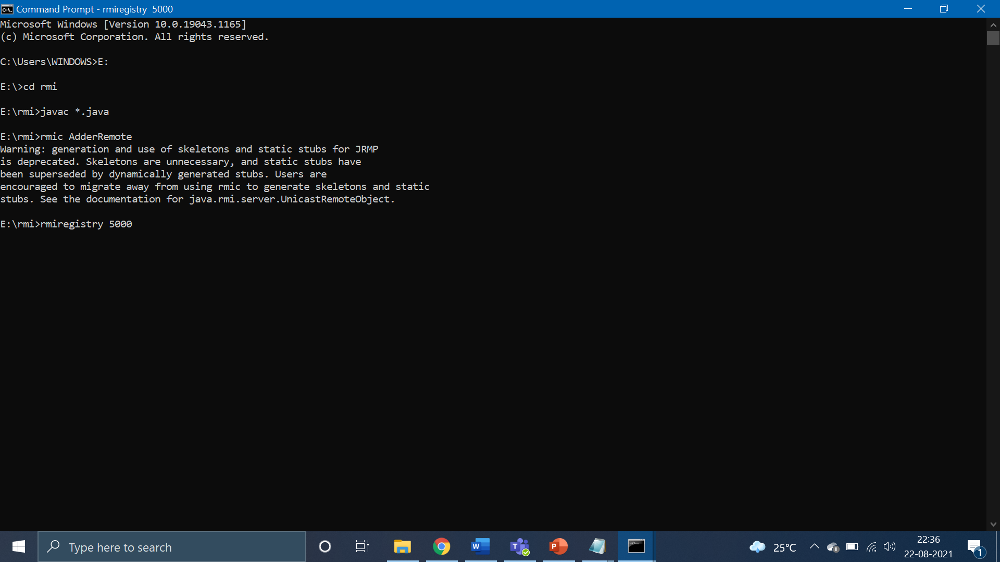 Command Prompt - rmiregistry  5000
Microsoft Windows [Version 10.0.19043.1165]
(c) Microsoft Corporation. All rights reserved.
C:\Users\WINDOWS>E:
E:\>cd rmi
E:\rmi>javac *.java
E:\rmi>rmic AdderRemote
Warning: generation and use of skeletons and static stubs for JRMP
is deprecated. Skeletons are unnecessary, and static stubs have
been superseded by dynamically generated stubs. Users are
encouraged to migrate away from using rmic to generate skeletons and static
stubs. See the documentation for java.rmi.server.UnicastRemoteObject.
E:\rmi>rmiregistry 5000
Type here to search
25°C
22:36
22-08-2021
1